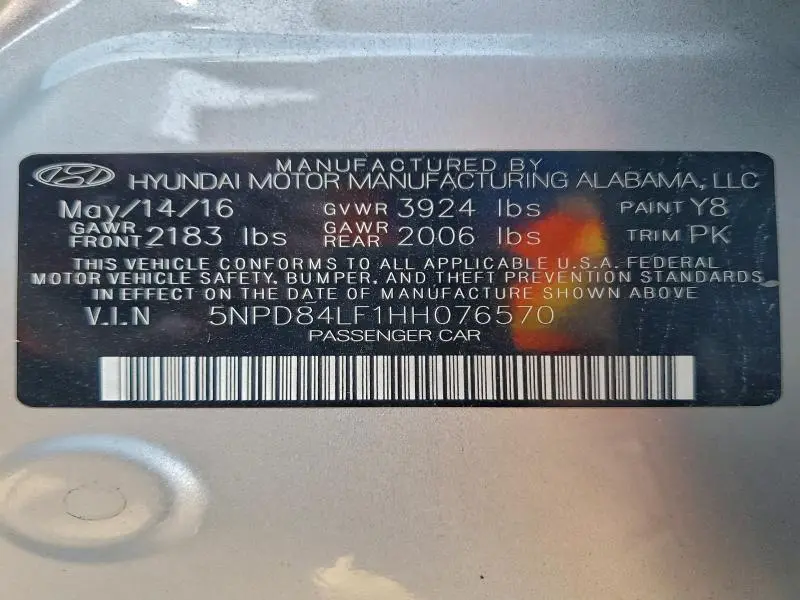 MANUFACTURED BY
HYUNDAI MOTOR MANUFACTURING ALABAMA, LLC
May/14/16 GVWR 3924 lbs PAINT Y8
GAWR FRONT 2183 lbs GAWR REAR 2006 lbs TRIM PK
THIS VEHICLE CONFORMS TO ALL APPLICABLE U.S.A. FEDERAL
MOTOR VEHICLE SAFETY, BUMPER, AND THEFT PREVENTION STANDARDS
IN EFFECT ON THE DATE OF MANUFACTURE SHOWN ABOVE
V.I.N 5NPD84LF1HH076570
PASSENGER CAR